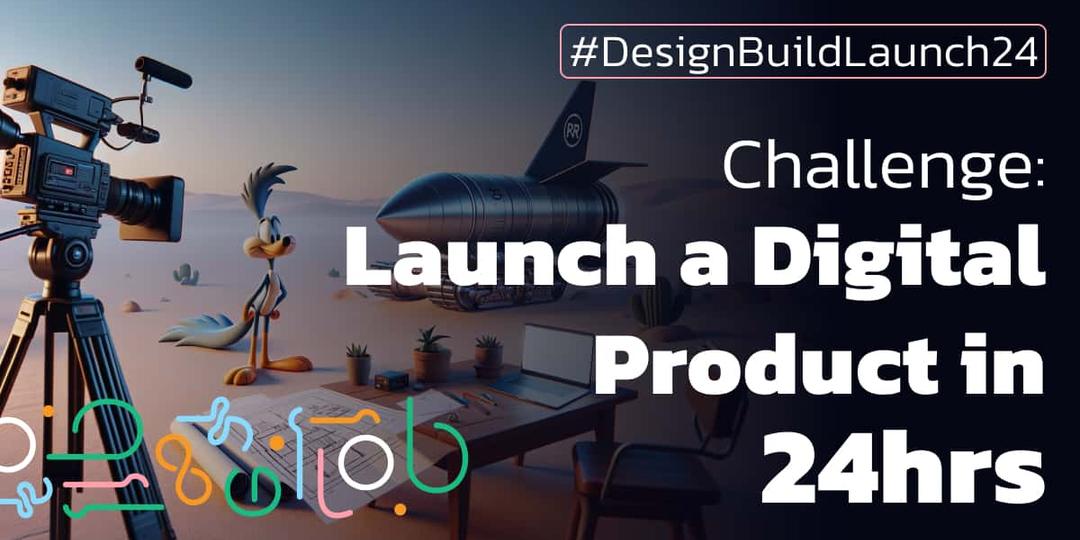 #DesignBuildLaunch24
RR
Challenge:
Launch a Digital
Product in
24hrs